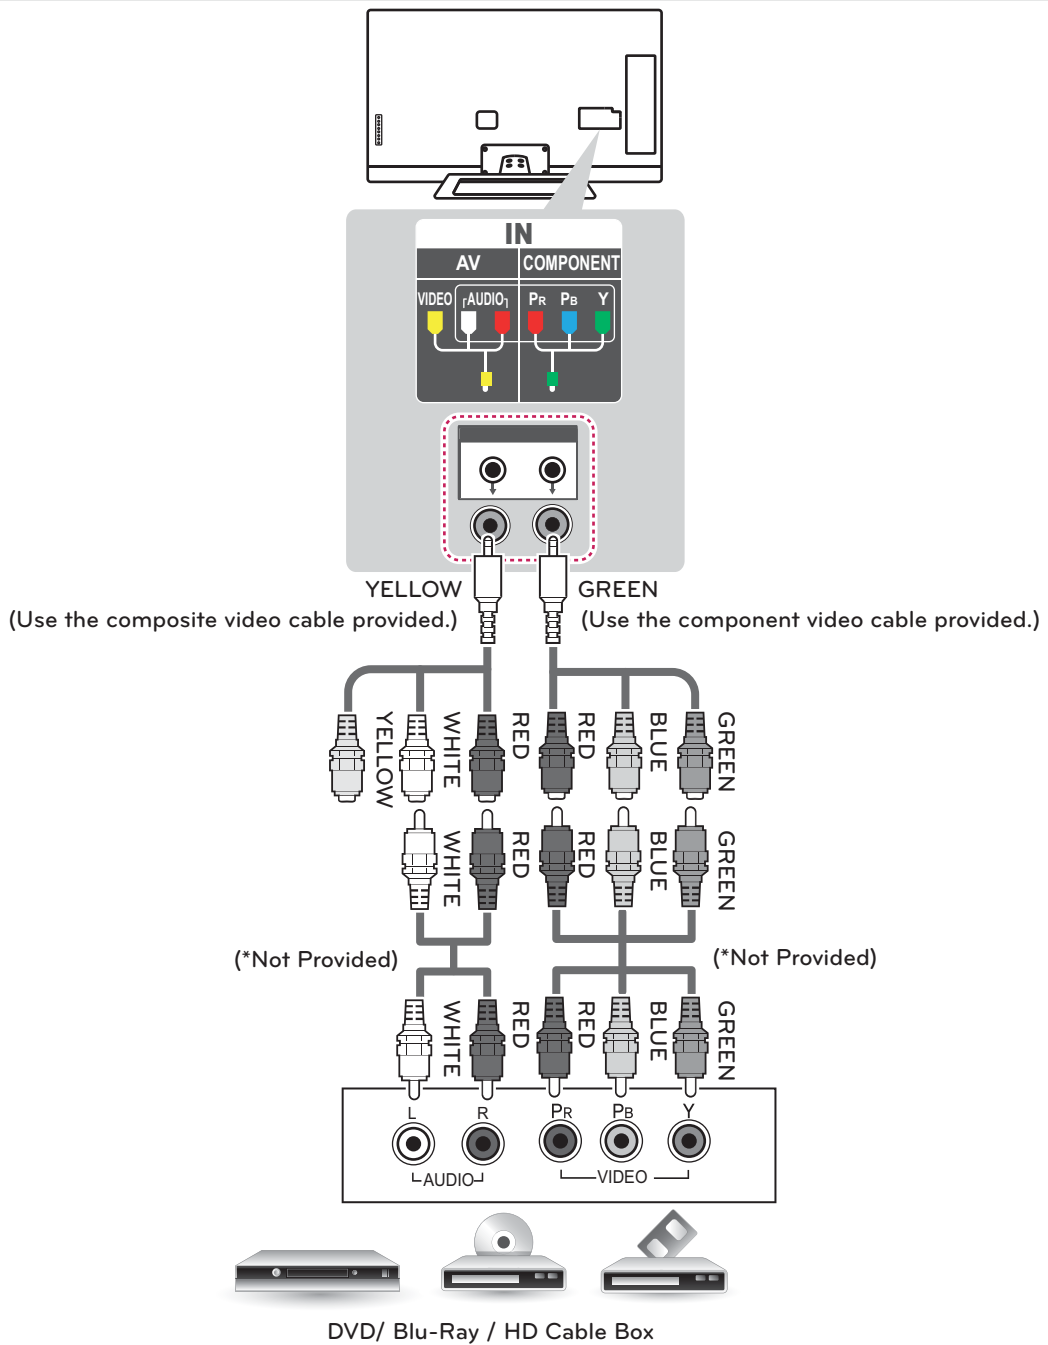 IN
AV COMPONENT
VIDEO ┌AUDIO┐ PR PB Y
YELLOW GREEN
(Use the composite video cable provided.) (Use the component video cable provided.)
YELLOW WHITE RED RED BLUE GREEN
WHITE RED RED BLUE GREEN
(*Not Provided) (*Not Provided)
WHITE RED RED BLUE GREEN
L R PR PB Y
AUDIO VIDEO
DVD/ Blu-Ray / HD Cable Box